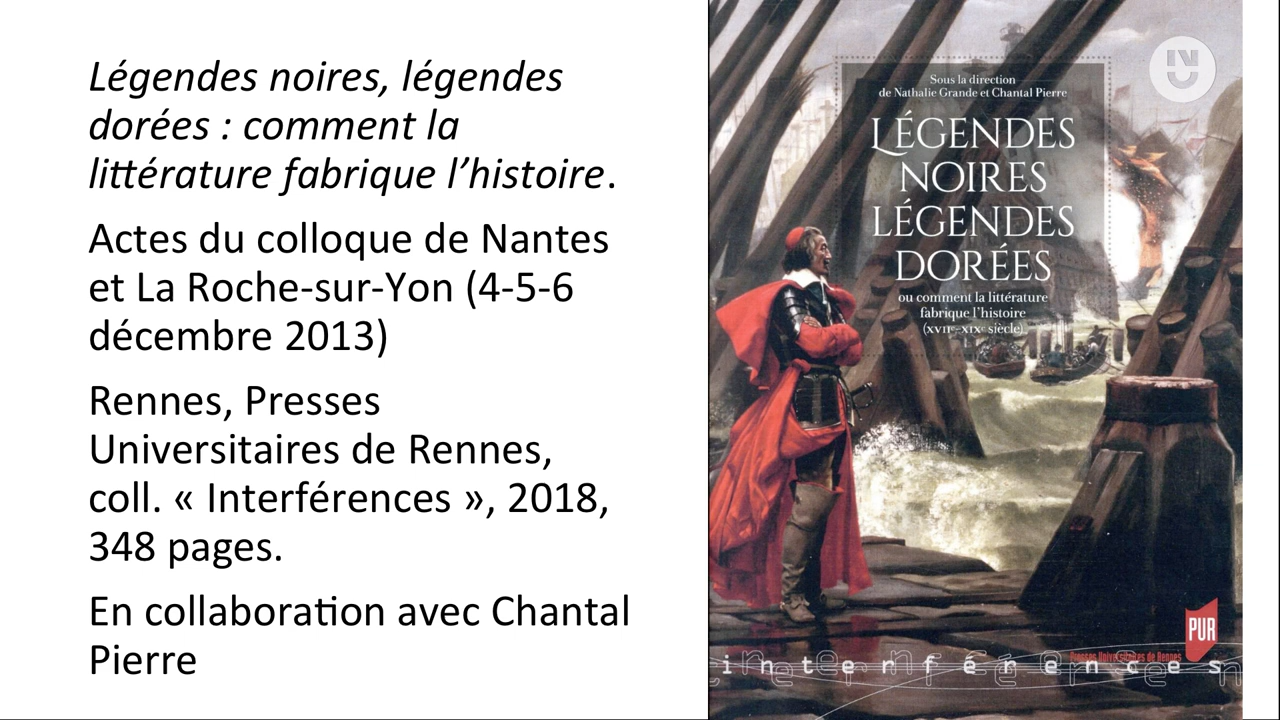 Légendes noires, légendes
dorées : comment la
littérature fabrique l’histoire.
Actes du colloque de Nantes
et La Roche-sur-Yon (4-5-6
décembre 2013)
Rennes, Presses
Universitaires de Rennes,
coll. « Interférences », 2018,
348 pages.
En collaboration avec Chantal
Pierre
Sous la direction
de Nathalie Grande et Chantal Pierre
LÉGENDES
NOIRES
LÉGENDES
DORÉES
ou comment la littérature
fabrique l’histoire
(XVIIe-XIXe siècle)
PUR
Presses Universitaires de Rennes
interférences